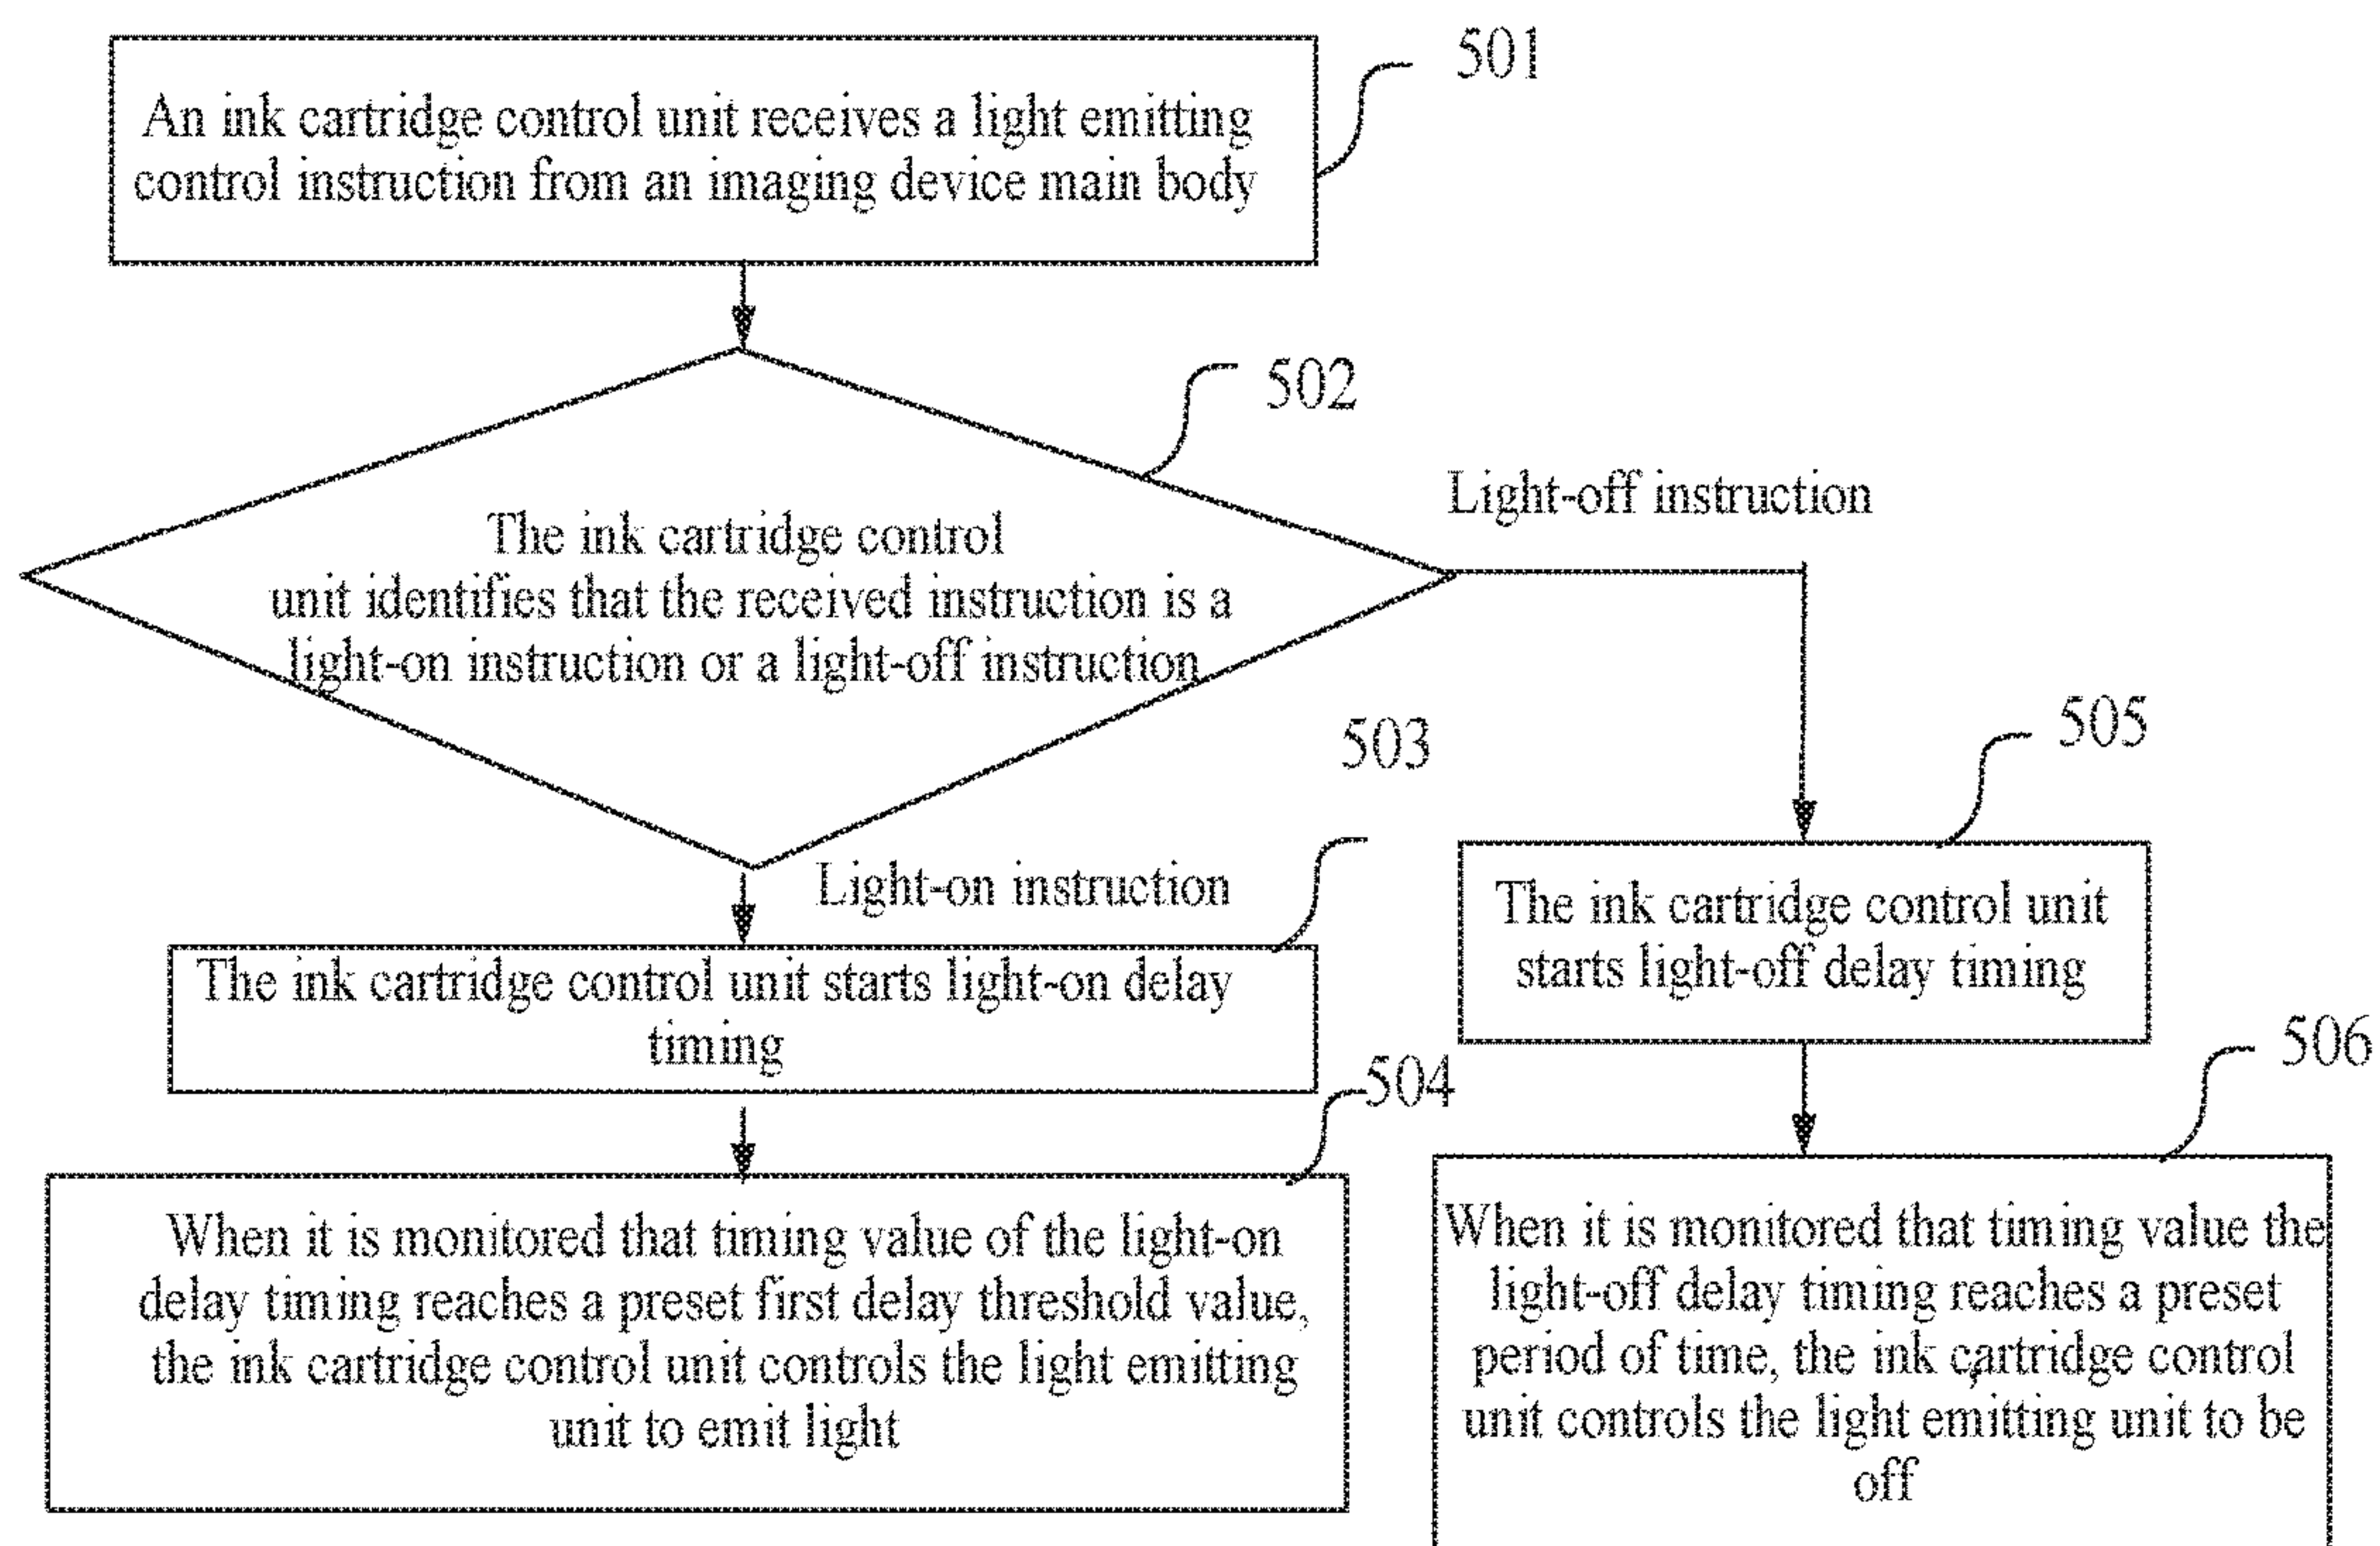 501
An ink cartridge control unit receives a light emitting
control instruction from an imaging device main body
502
Light-off instruction
The ink cartridge control
unit identifies that the received instruction is a
light-on instruction or a light-off instruction
503
505
Light-on instruction
The ink cartridge control unit
starts light-off delay timing
The ink cartridge control unit starts light-on delay
timing
504
506
When it is monitored that timing value of the light-on
delay timing reaches a preset first delay threshold value,
the ink cartridge control unit controls the light emitting
unit to emit light
When it is monitored that timing value the
light-off delay timing reaches a preset
period of time, the ink cartridge control
unit controls the light emitting unit to be
off